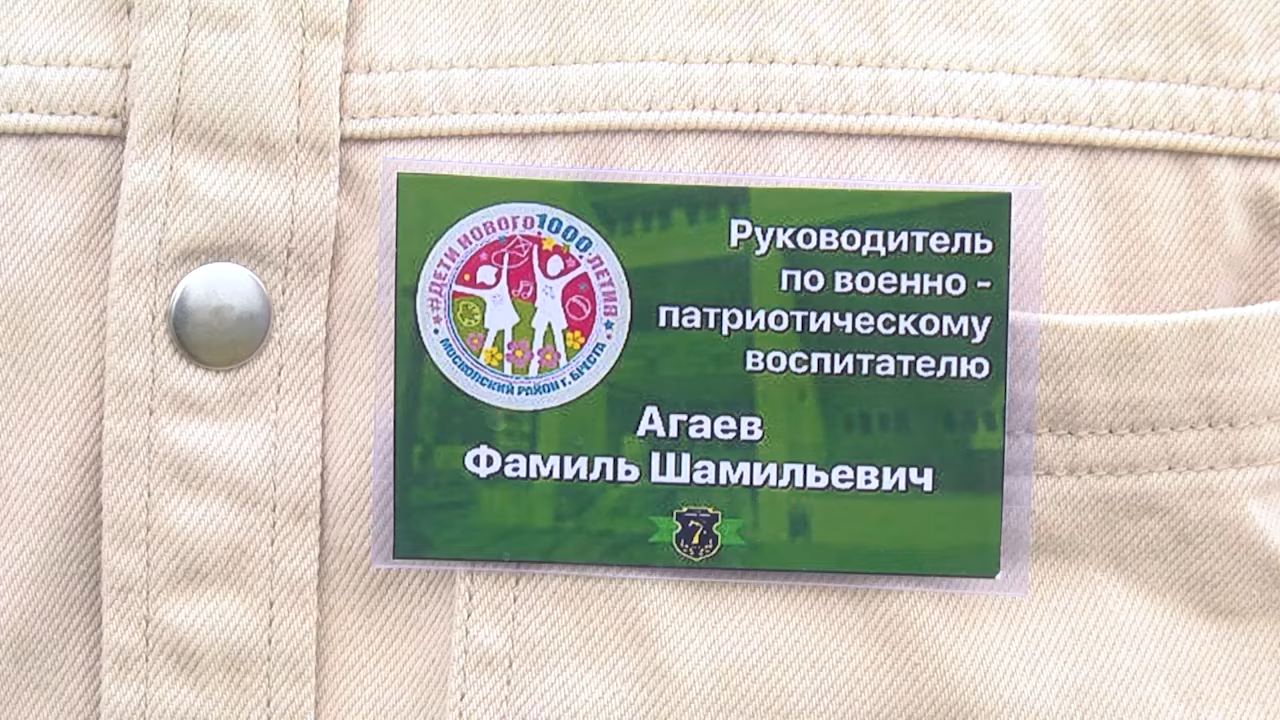 #ДЕТИ НОВОГО 1000-ЛЕТИЯ
МОСКОВСКИЙ РАЙОН г. БРЕСТА
Руководитель
по военно -
патриотическому
воспитателю
Агаев
Фамиль Шамильевич
7